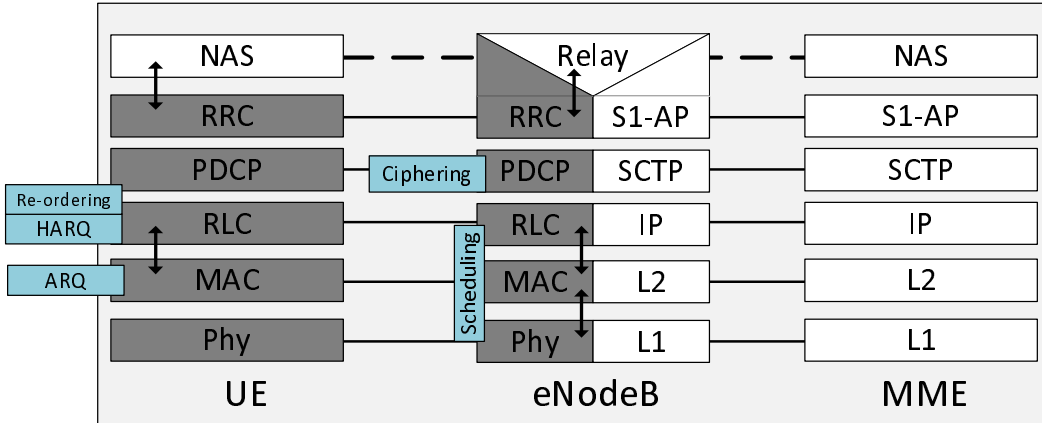 NAS
Relay
NAS
RRC
RRC
S1-AP
S1-AP
PDCP
Ciphering
PDCP
SCTP
SCTP
Re-ordering
HARQ
RLC
RLC
IP
IP
ARQ
MAC
Scheduling
MAC
L2
L2
Phy
Phy
L1
L1
UE
eNodeB
MME